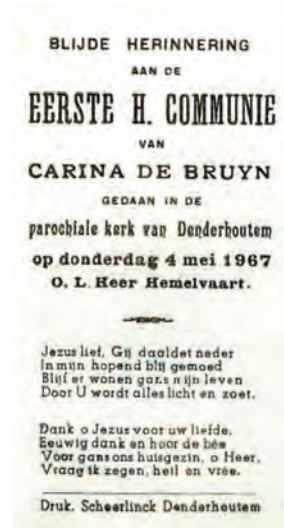 BLIJDE HERINNERING
AAN DE
EERSTE H. COMMUNIE
VAN
CARINA DE BRUYN
GEDAAN IN DE
parochiale kerk van Denderhoutem
op donderdag 4 mei 1967
O. L. Heer Hemelvaart.
Jezus lief, Gij daaldet neder
In mijn hopend blij gemoed
Blijf er wonen gans mijn leven
Door U wordt alles licht en zoet.
Dank o Jezus voor uw liefde,
Eeuwig dank en hoor de bêe
Voor gans ons huisgezin, o Heer,
Vraag ik zegen, heil en vrêe.
Druk. Scheerlinck Denderhoutem